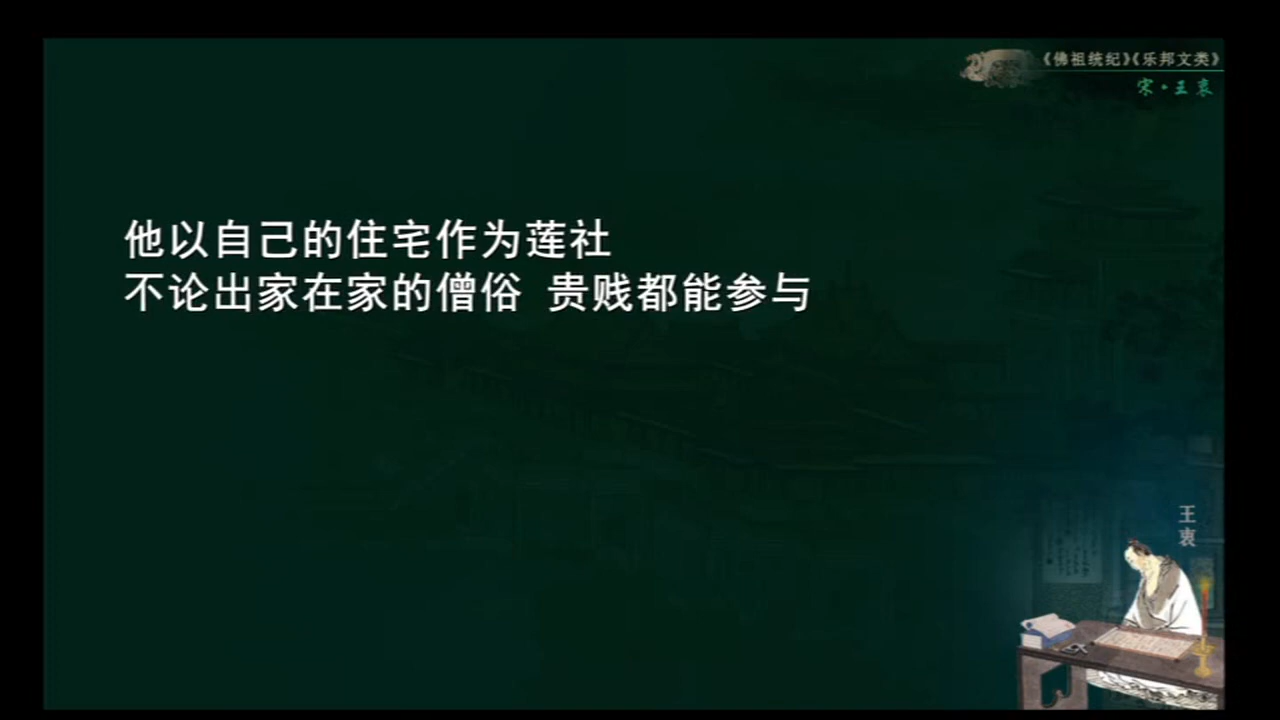 《佛祖统纪》《乐邦文类》
宋·王衷
他以自己的住宅作为莲社
不论出家在家的僧俗 贵贱都能参与
王衷